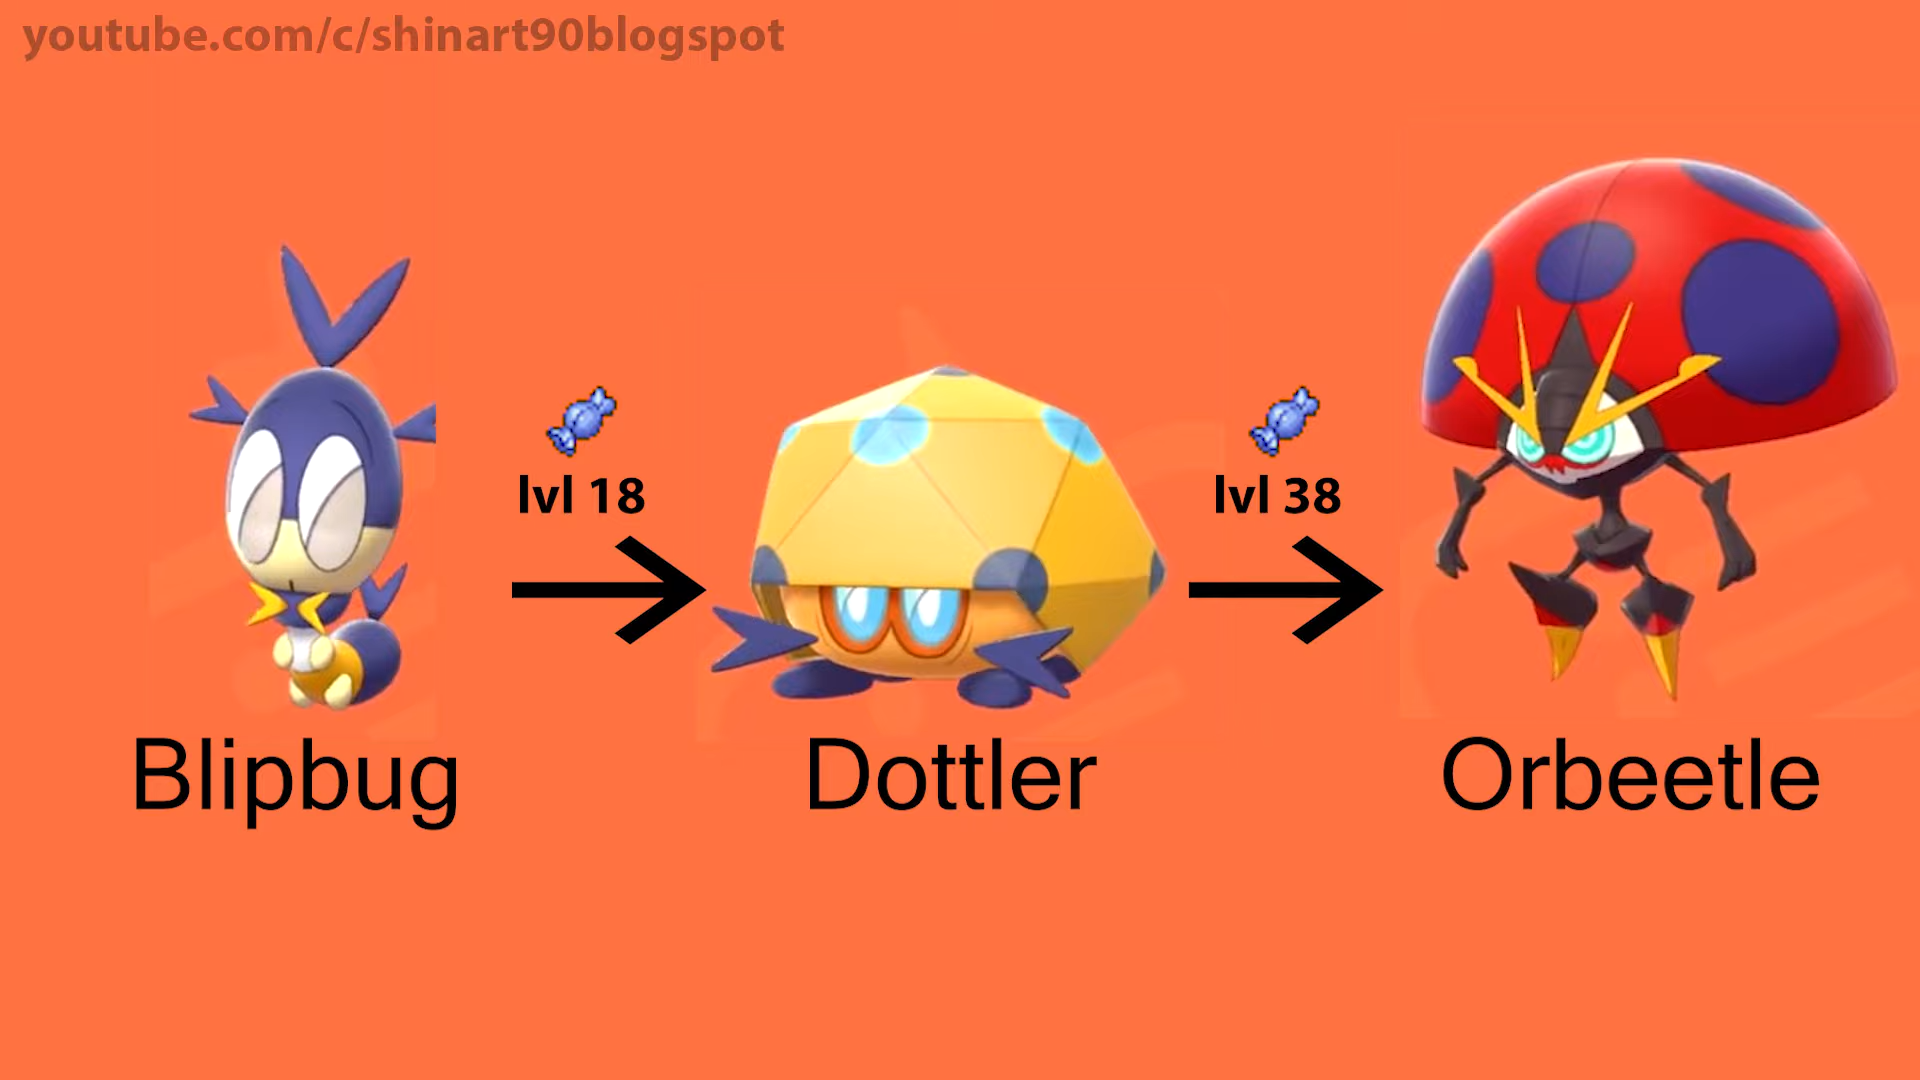 youtube.com/c/shinart90blogspot
lvl 18
lvl 38
Blipbug
Dottler
Orbeetle